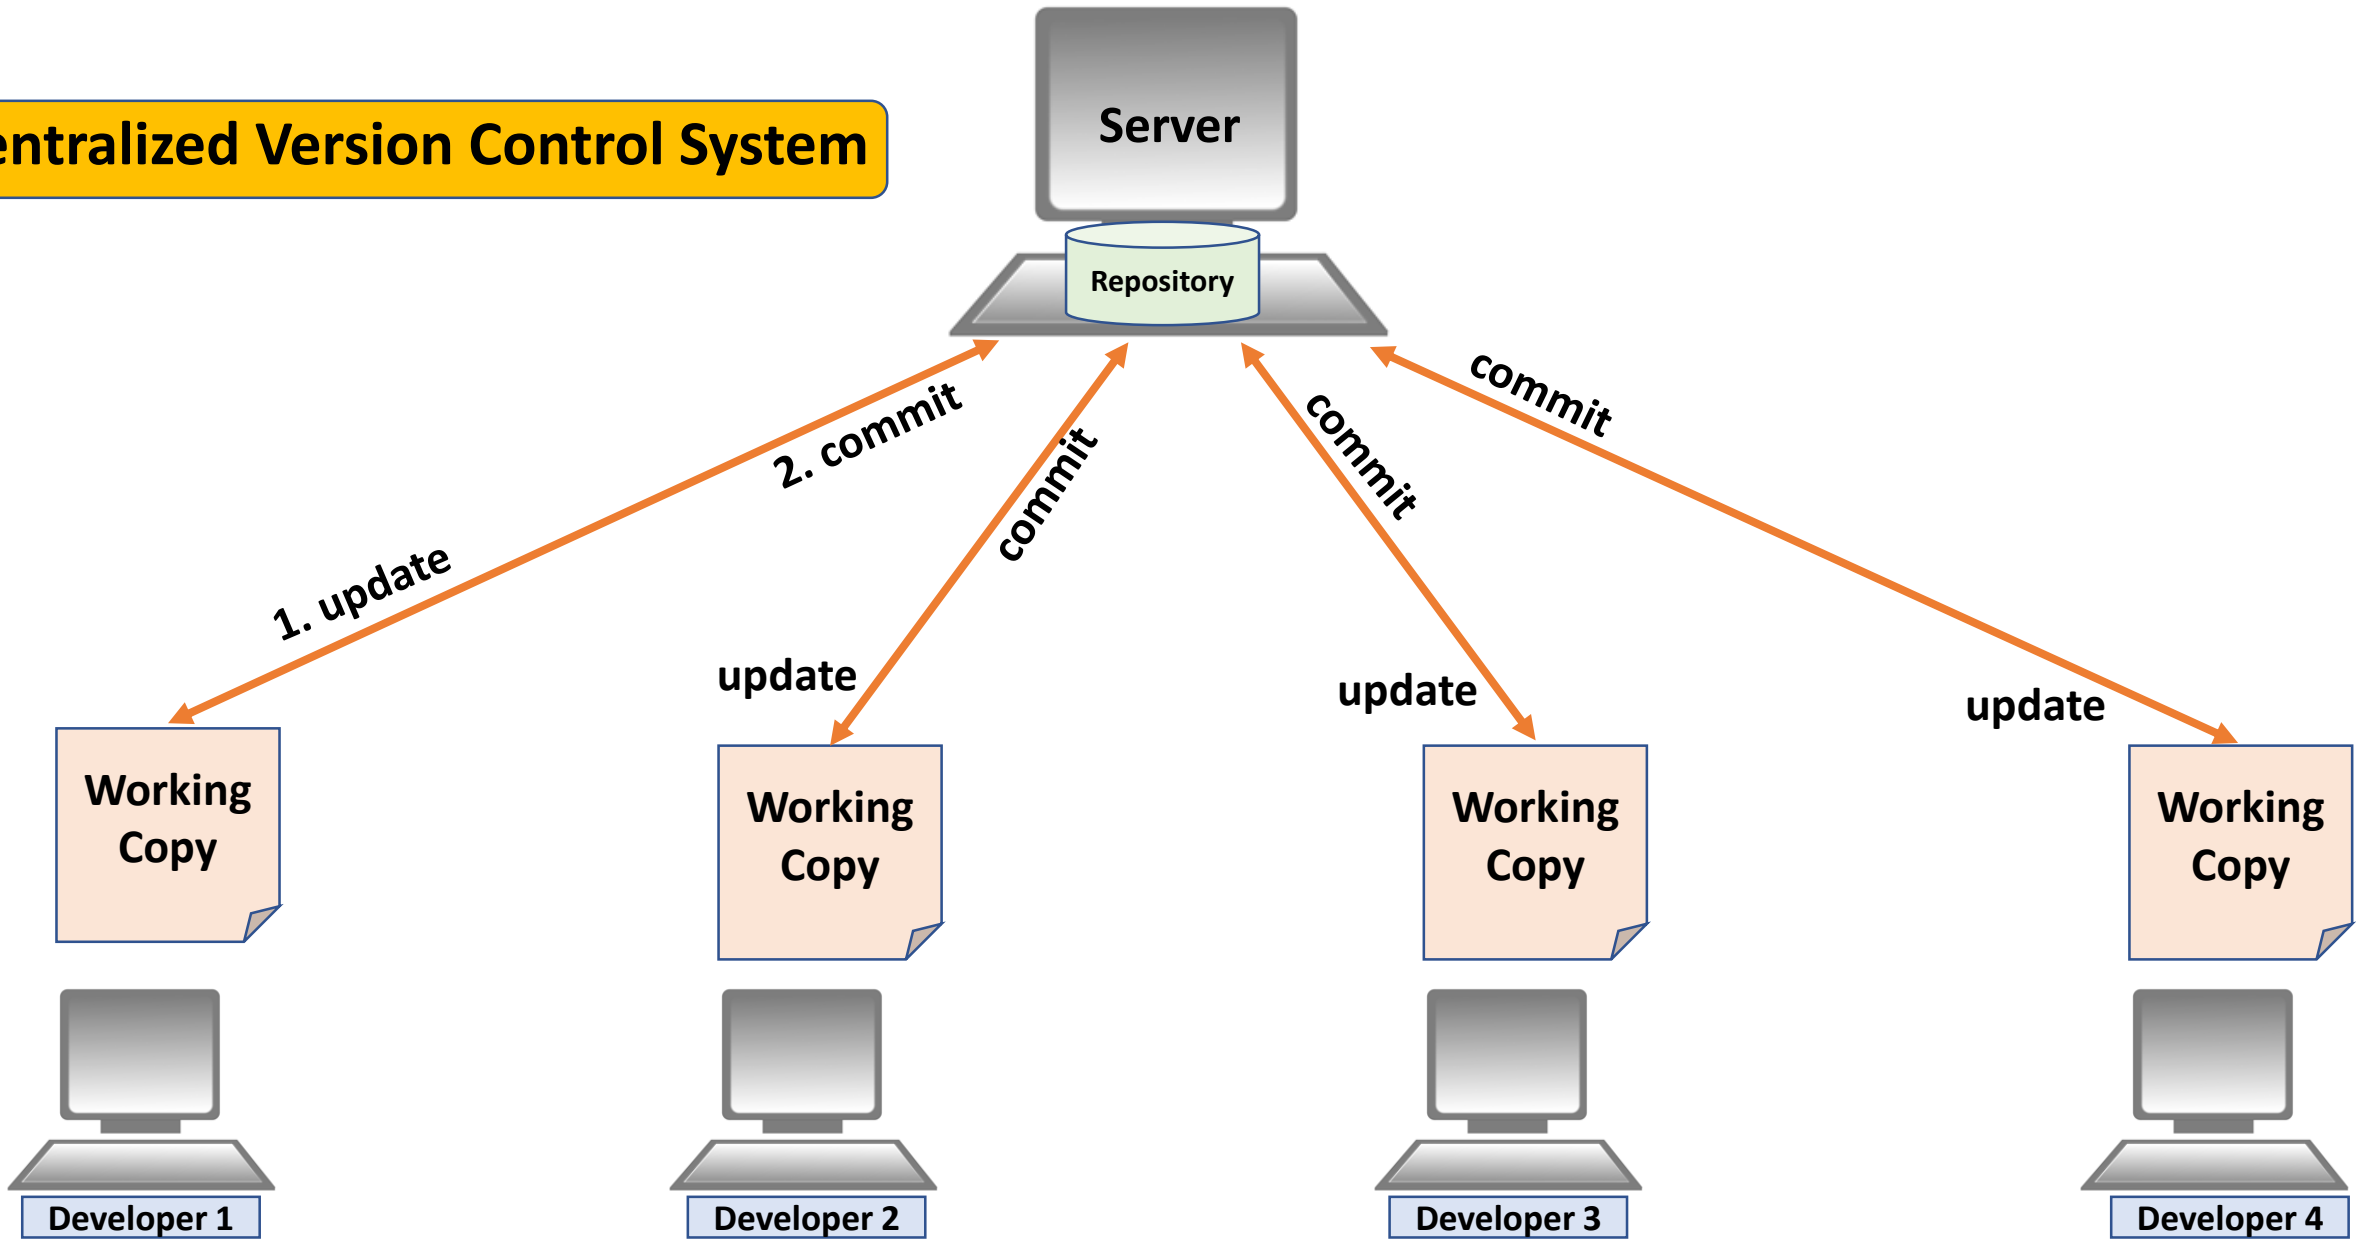 entralized Version Control System
Server
Repository
2. commit
commit
commit
commit
1. update
update
update
update
Working
Copy
Working
Copy
Working
Copy
Working
Copy
Developer 1
Developer 2
Developer 3
Developer 4